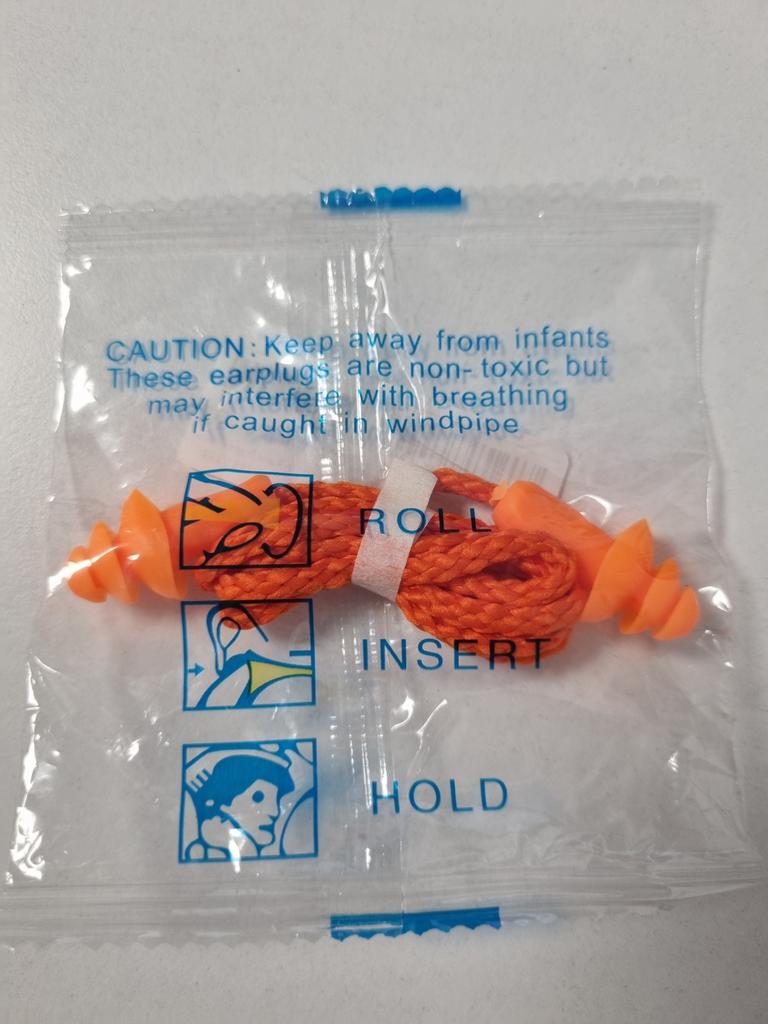 CAUTION: Keep away from infants
These earplugs are non-toxic but
may interfere with breathing
if caught in windpipe
ROLL
INSERT
HOLD